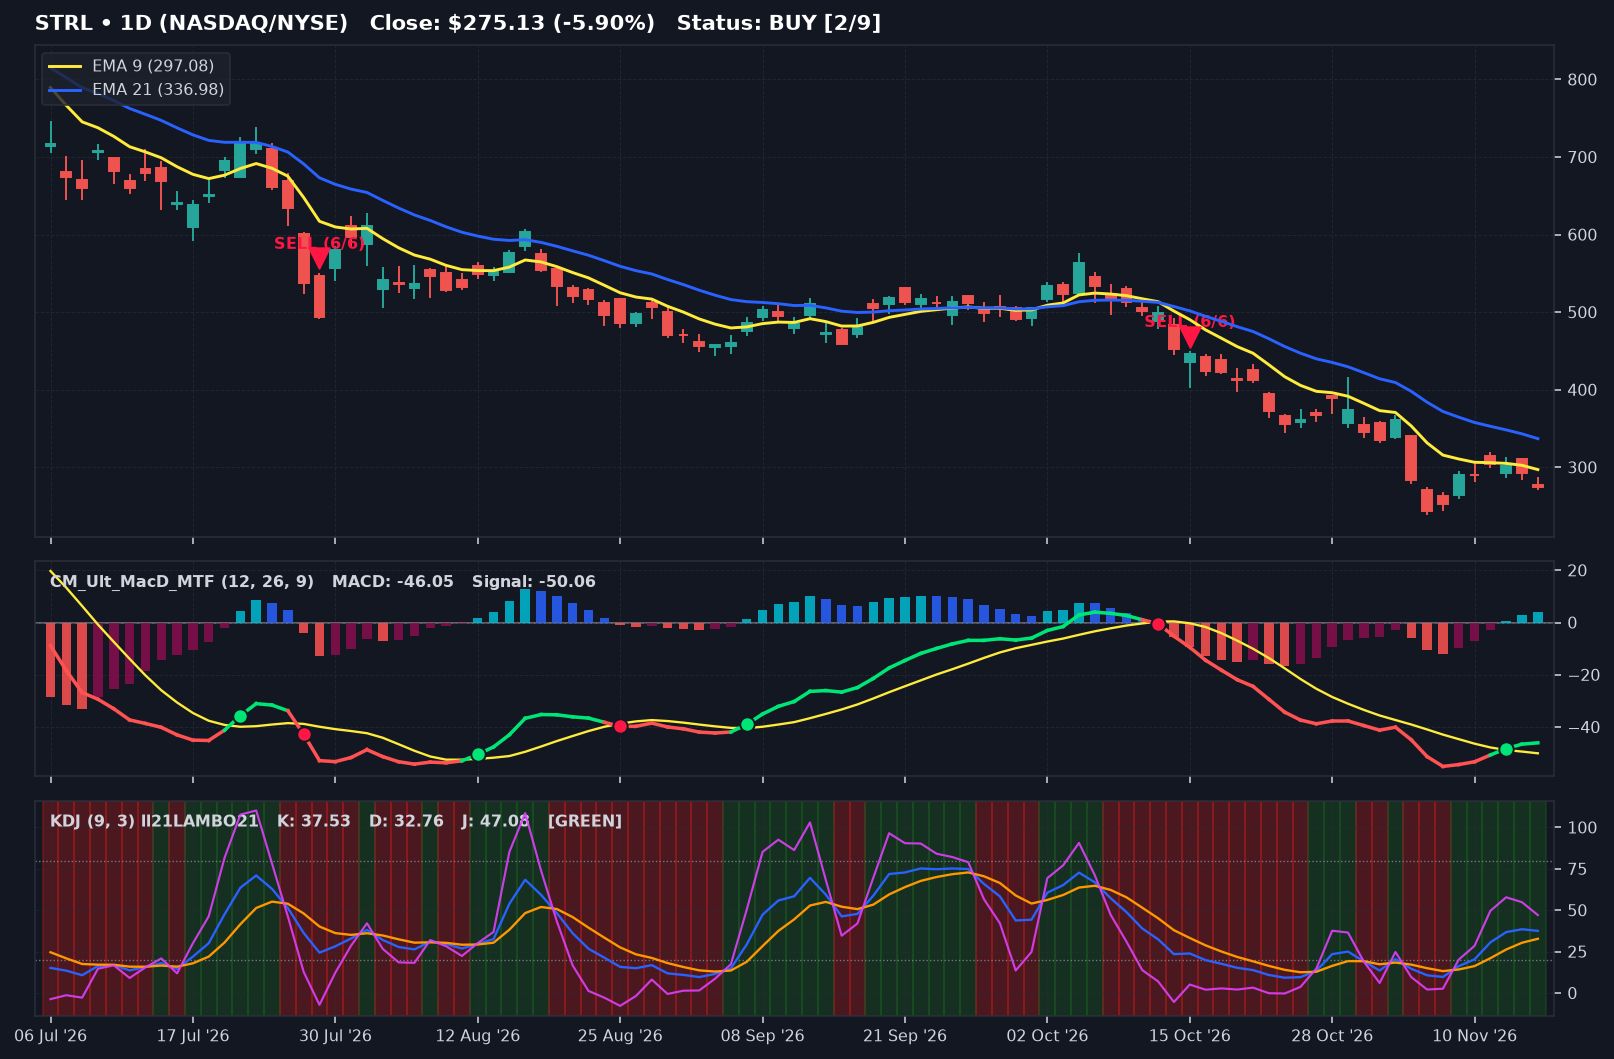 STRL • 1D (NASDAQ/NYSE)   Close: $275.13 (-5.90%)   Status: BUY [2/9]
EMA 9 (297.08)
EMA 21 (336.98)
800
700
600
500
400
300
SELL (6/6)
SELL (6/6)
CM_Ult_MacD_MTF (12, 26, 9)   MACD: -46.05   Signal: -50.06
20
0
−20
−40
KDJ (9, 3) II21LAMBO21   K: 37.53   D: 32.76   J: 47.08   [GREEN]
100
75
50
25
0
06 Jul '26
17 Jul '26
30 Jul '26
12 Aug '26
25 Aug '26
08 Sep '26
21 Sep '26
02 Oct '26
15 Oct '26
28 Oct '26
10 Nov '26